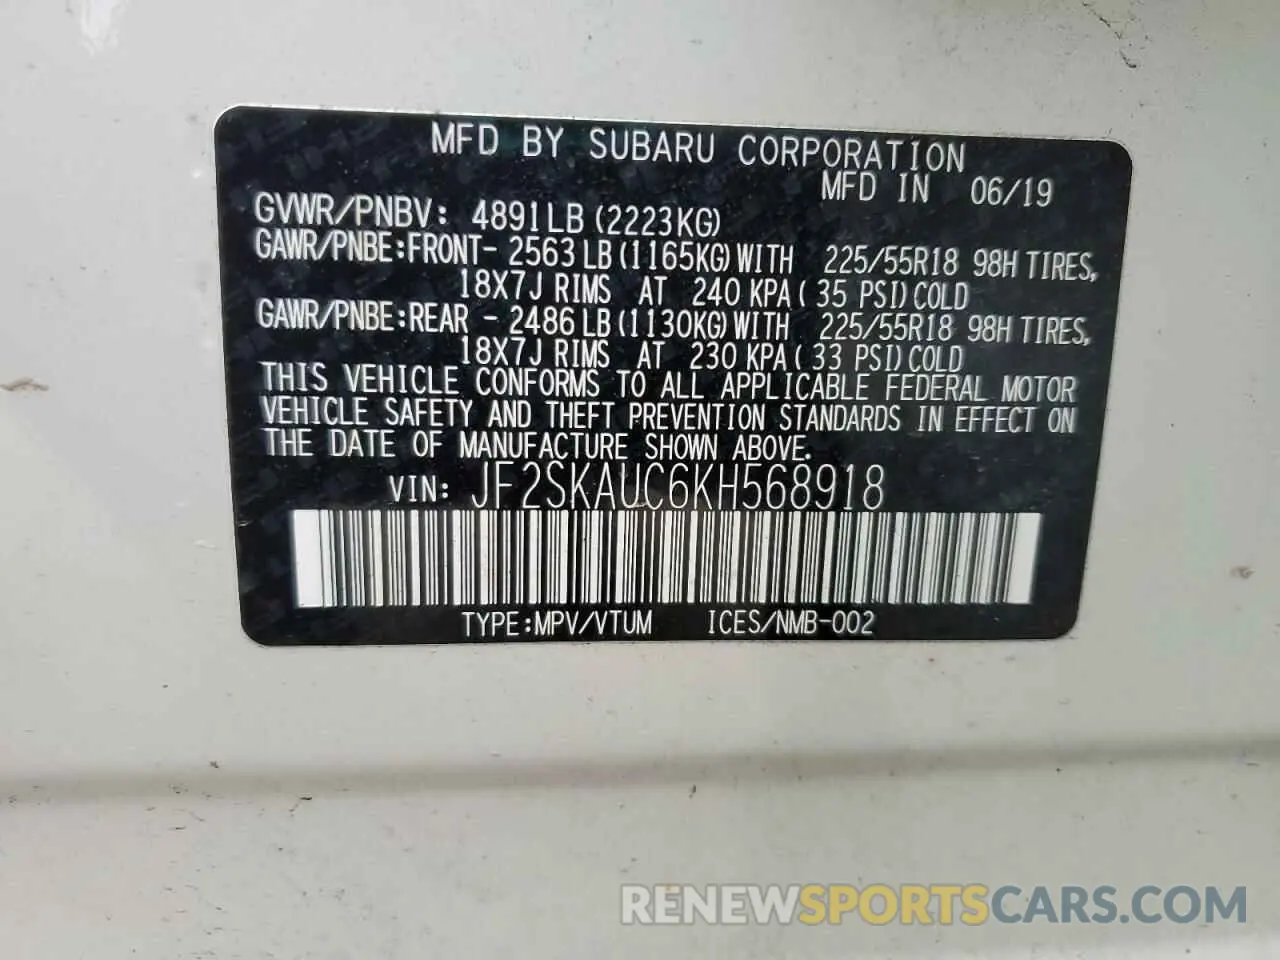 MFD BY SUBARU CORPORATION
MFD IN 06/19
GVWR/PNBV: 4891LB (2223KG)
GAWR/PNBE:FRONT- 2563 LB (1165KG) WITH 225/55R18 98H TIRES,
18X7J RIMS AT 240 KPA ( 35 PSI) COLD
GAWR/PNBE:REAR - 2486 LB (1130KG) WITH 225/55R18 98H TIRES,
18X7J RIMS AT 230 KPA ( 33 PSI) COLD
THIS VEHICLE CONFORMS TO ALL APPLICABLE FEDERAL MOTOR
VEHICLE SAFETY AND THEFT PREVENTION STANDARDS IN EFFECT ON
THE DATE OF MANUFACTURE SHOWN ABOVE.
VIN: JF2SKAUC6KH568918
TYPE:MPV/VTUM ICES/NMB-002
RENEWSPORTSCARS.COM